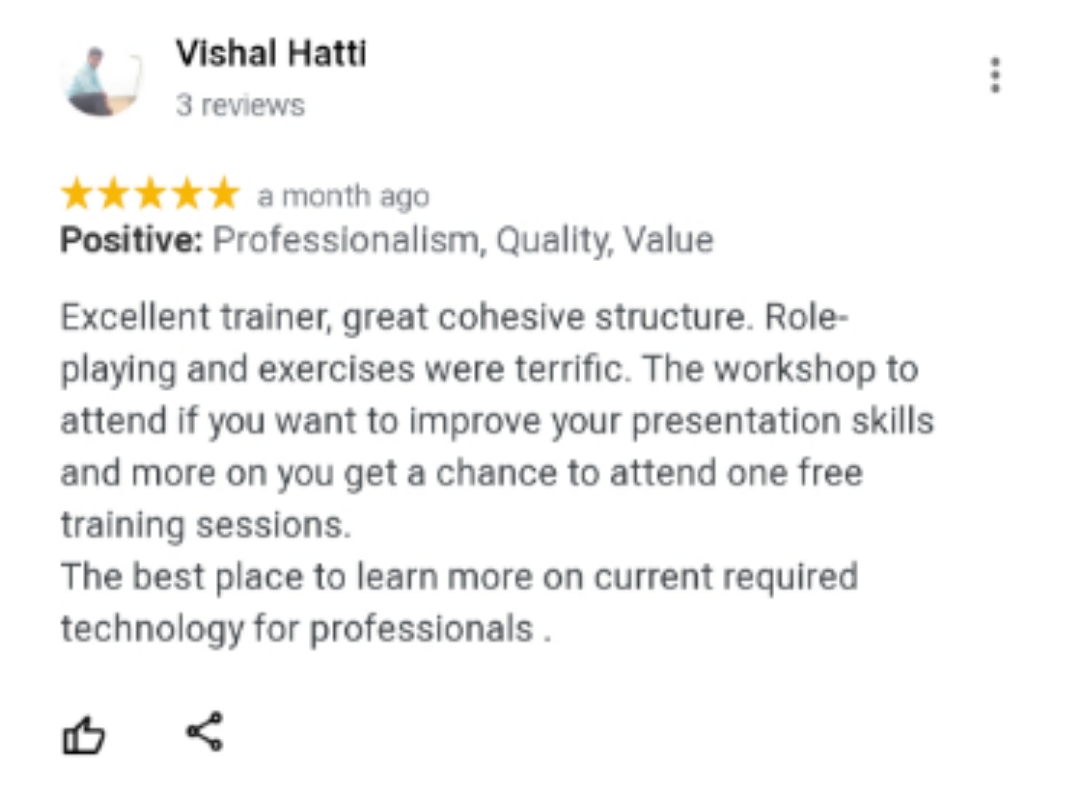 Vishal Hatti
3 reviews
a month ago
Positive: Professionalism, Quality, Value
Excellent trainer, great cohesive structure. Role-
playing and exercises were terrific. The workshop to
attend if you want to improve your presentation skills
and more on you get a chance to attend one free
training sessions.
The best place to learn more on current required
technology for professionals .